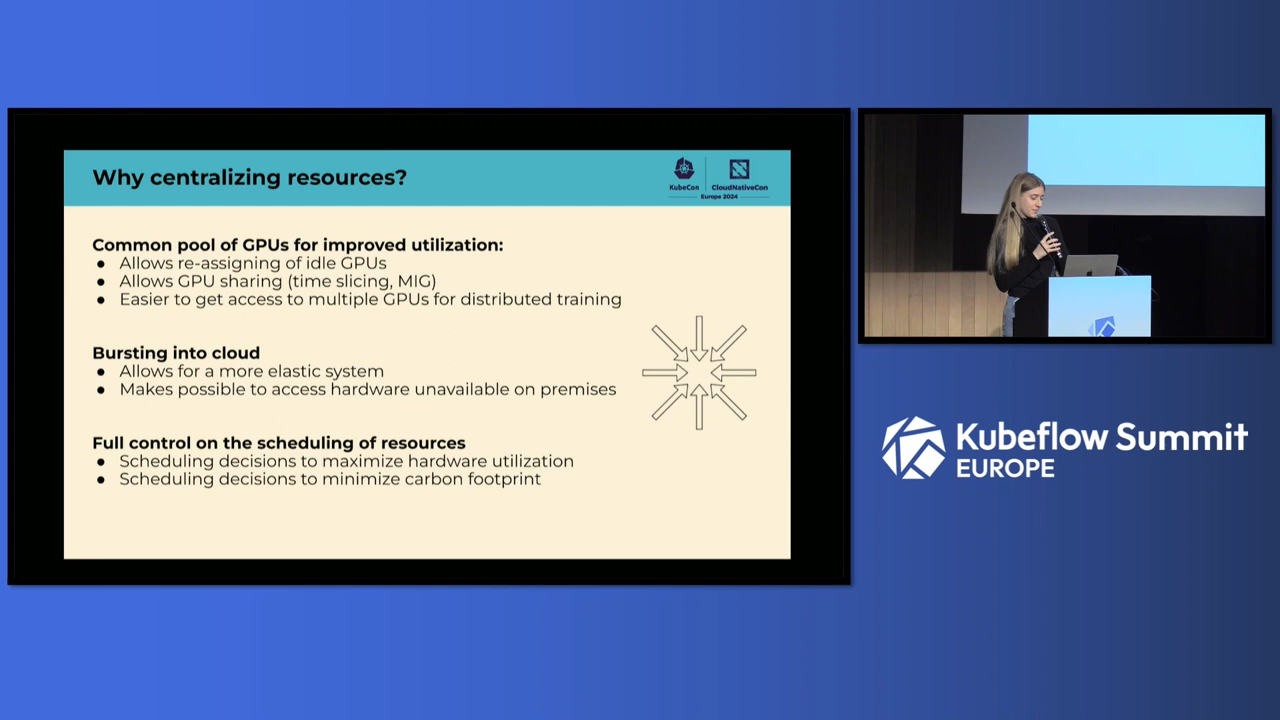 Why centralizing resources?
KubeCon
CloudNativeCon
Europe 2024
Common pool of GPUs for improved utilization:
● Allows re-assigning of idle GPUs
● Allows GPU sharing (time slicing, MIG)
● Easier to get access to multiple GPUs for distributed training
Bursting into cloud
● Allows for a more elastic system
● Makes possible to access hardware unavailable on premises
Full control on the scheduling of resources
● Scheduling decisions to maximize hardware utilization
● Scheduling decisions to minimize carbon footprint
Kubeflow Summit
EUROPE